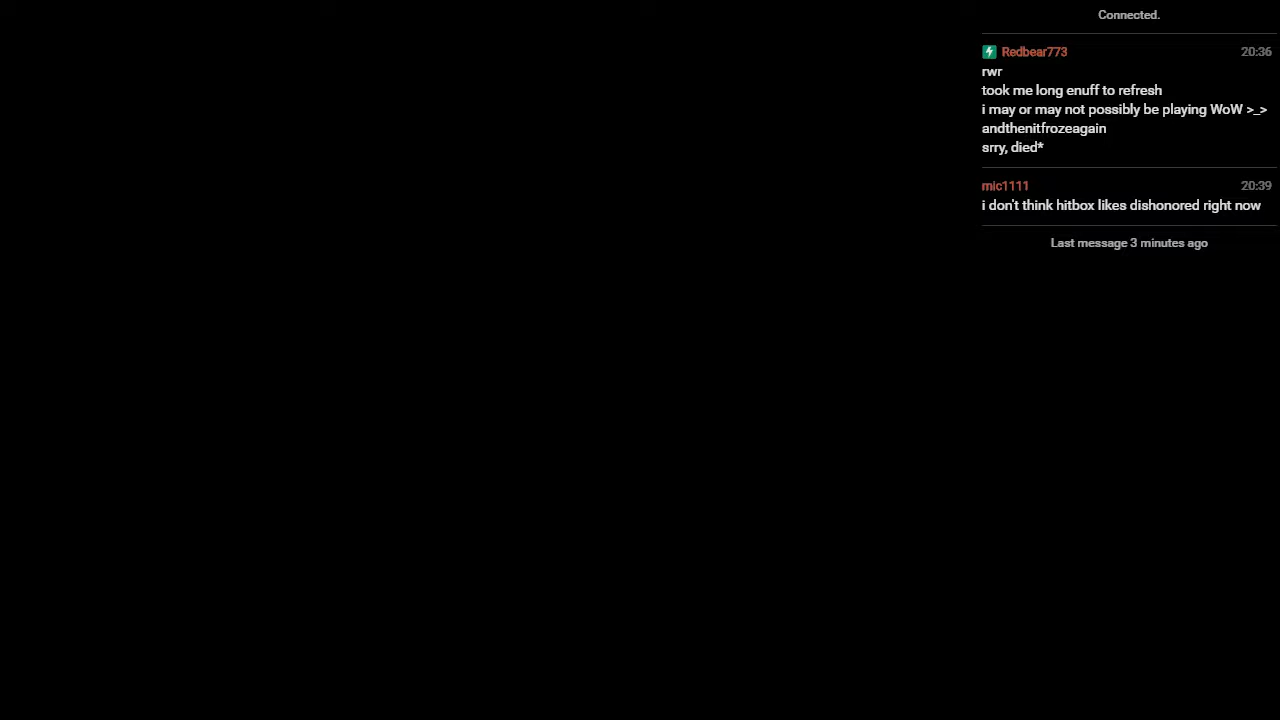 Connected.
Redbear773 20:36
rwr
took me long enuff to refresh
i may or may not possibly be playing WoW >_>
andthenitfrozeagain
srry, died*
mic1111 20:39
i don't think hitbox likes dishonored right now
Last message 3 minutes ago